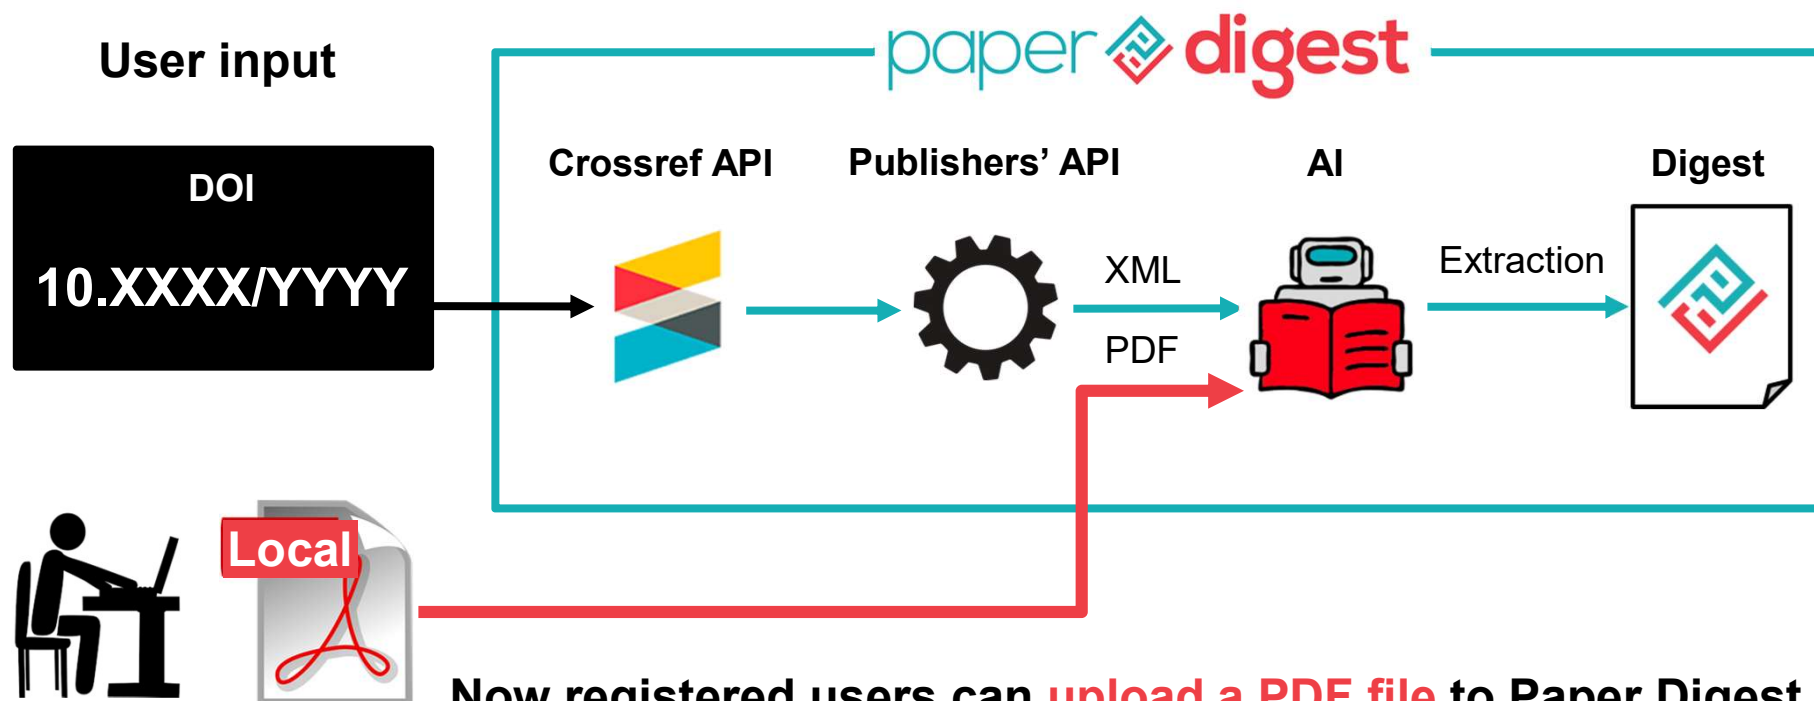 User input
paper digest
DOI
10.XXXX/YYYY
Crossref API
Publishers’ API
AI
Digest
XML
PDF
Extraction
Local
Now registered users can upload a PDF file to Paper Digest